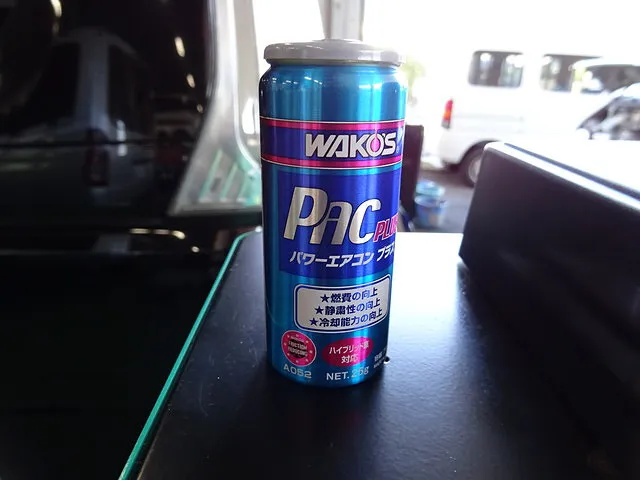 WAKO'S
PAC PLU
パワーエアコン プラス
★燃費の向上
★静粛性の向上
★冷却能力の向上
ハイブリッド車
対応
A052 NET. 25g